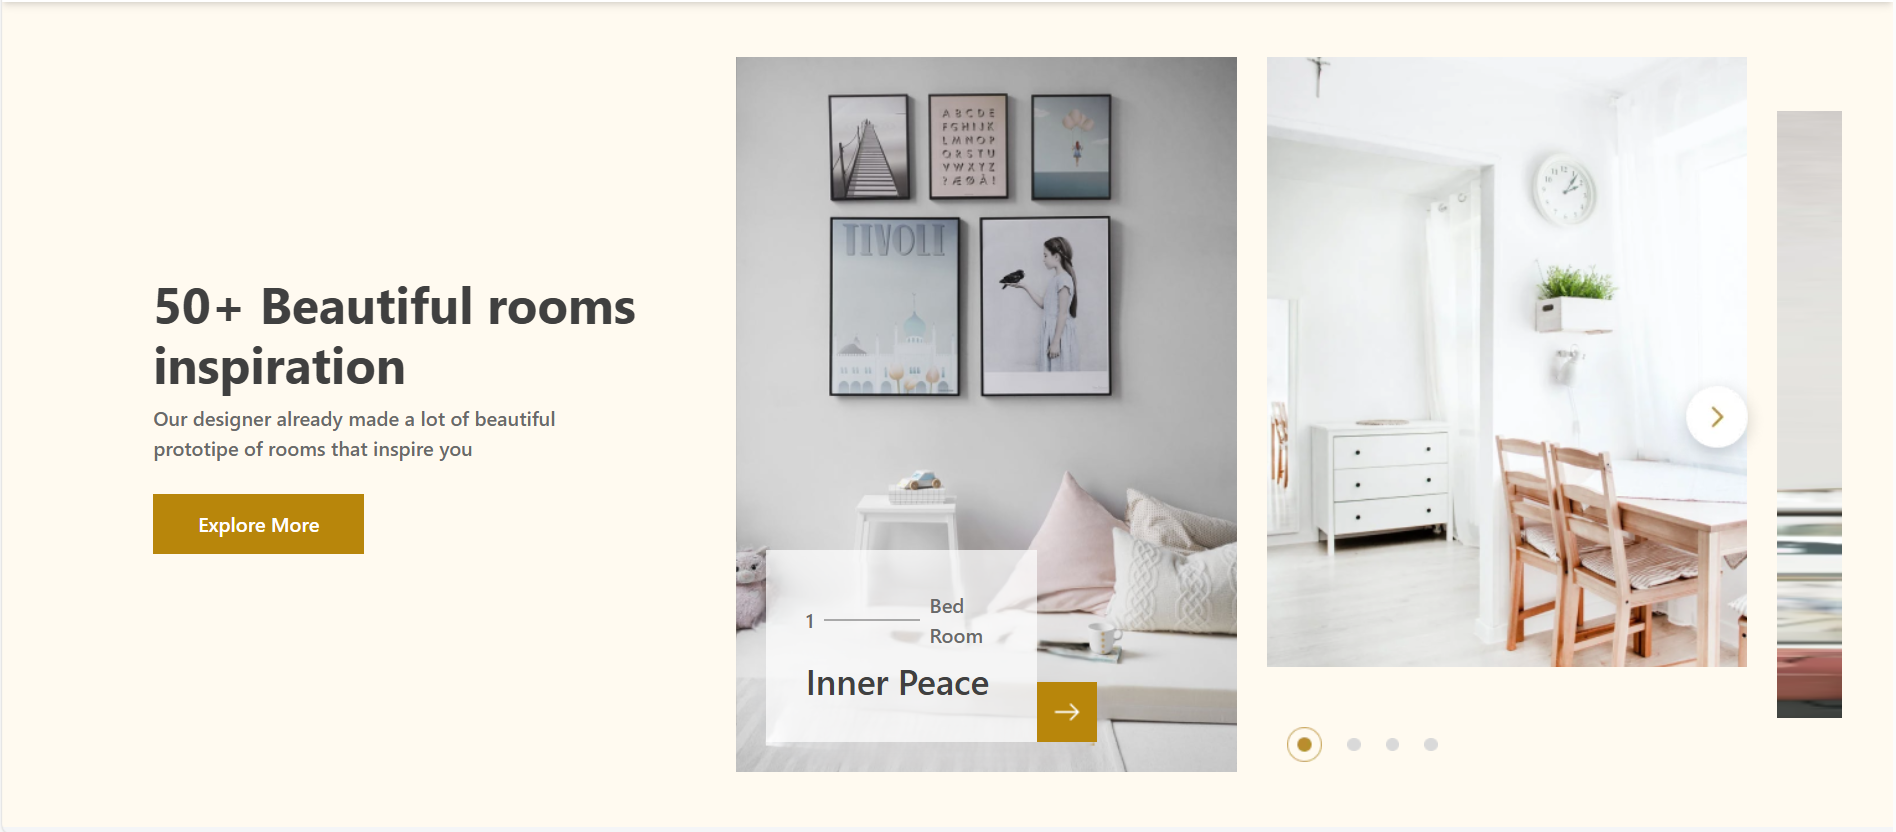 50+ Beautiful rooms
inspiration
Our designer already made a lot of beautiful
prototipe of rooms that inspire you
Explore More
A B C D E
F G H I J K
L M N O P
Q R S T U
V W X Y Z
? Æ Ø Å !
TIVOLI
1
Bed
Room
Inner Peace